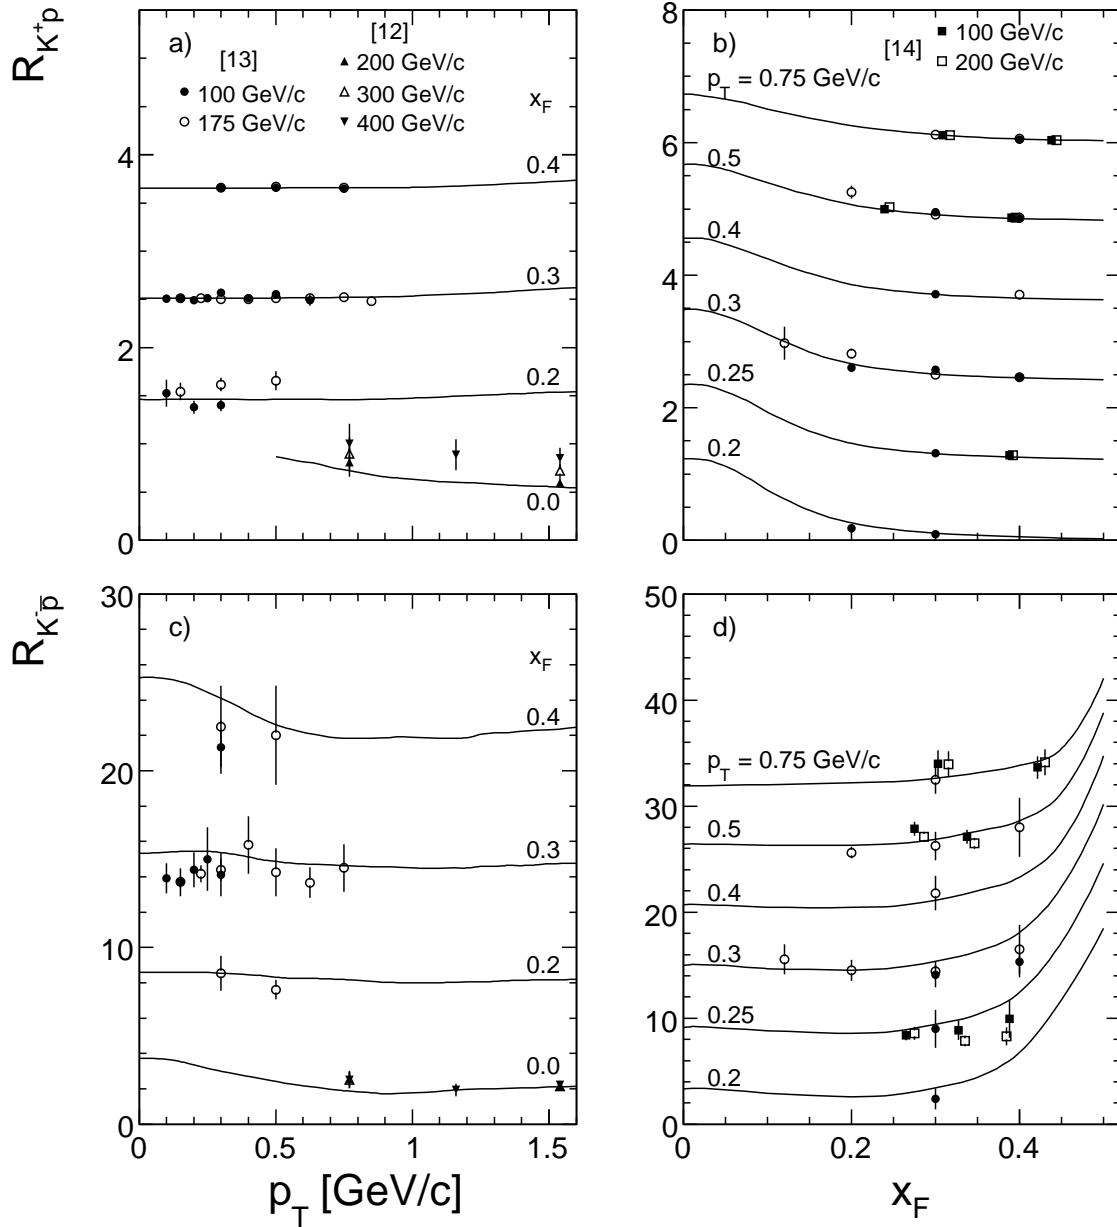 R_K⁺p
a)
[13]
[12]
100 GeV/c
175 GeV/c
200 GeV/c
300 GeV/c
400 GeV/c
x_F
0.4
0.3
0.2
0.0
4
2
0
b)
[14]
100 GeV/c
200 GeV/c
p_T = 0.75 GeV/c
0.5
0.4
0.3
0.25
0.2
8
6
4
2
0
R_K⁻p̅
c)
x_F
0.4
0.3
0.2
0.0
30
20
10
0
0 0.5 1 1.5
p_T [GeV/c]
d)
p_T = 0.75 GeV/c
0.5
0.4
0.3
0.25
0.2
50
40
30
20
10
0
0 0.2 0.4
x_F